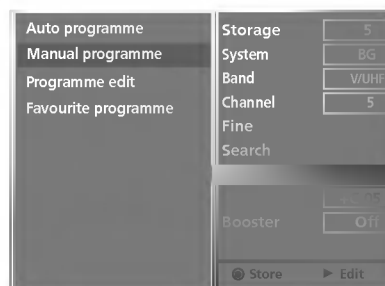 Auto programme
Manual programme
Programme edit
Favourite programme
Storage 5
System BG
Band V/UHF
Channel 5
Fine
Search
Booster Off
Store ▶ Edit